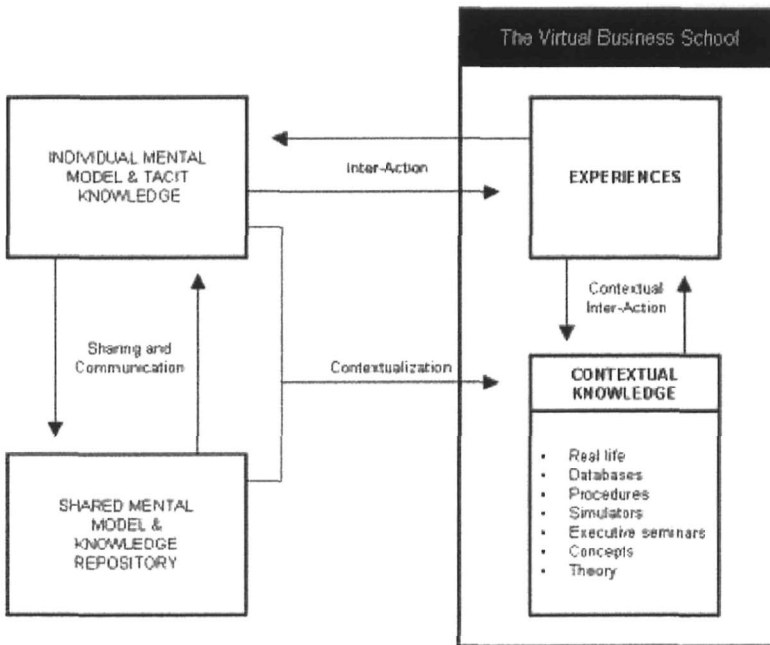 The Virtual Business School
INDIVIDUAL MENTAL
MODEL & TACIT
KNOWLEDGE
Inter-Action
EXPERIENCES
Sharing and
Communication
Contextual
Inter-Action
Contextualization
CONTEXTUAL
KNOWLEDGE
• Real life
• Databases
• Procedures
• Simulators
• Executive seminars
• Concepts
• Theory
SHARED MENTAL
MODEL &
KNOWLEDGE
REPOSITORY